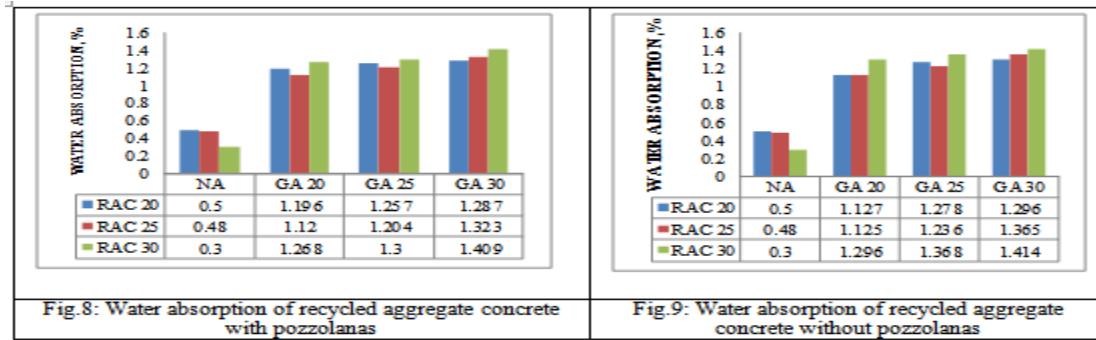 WATER ABSORPTION,%
1.6
1.4
1.2
1
0.8
0.6
0.4
0.2
0
NA GA 20 GA 25 GA 30
RAC 20 0.5 1.196 1.257 1.287
RAC 25 0.48 1.12 1.204 1.323
RAC 30 0.3 1.268 1.3 1.409
Fig.8: Water absorption of recycled aggregate concrete
with pozzolanas
WATER ABSORPTION,%
1.6
1.4
1.2
1
0.8
0.6
0.4
0.2
0
NA GA 20 GA 25 GA 30
RAC 20 0.5 1.127 1.278 1.296
RAC 25 0.48 1.125 1.236 1.365
RAC 30 0.3 1.296 1.368 1.414
Fig.9: Water absorption of recycled aggregate
concrete without pozzolanas